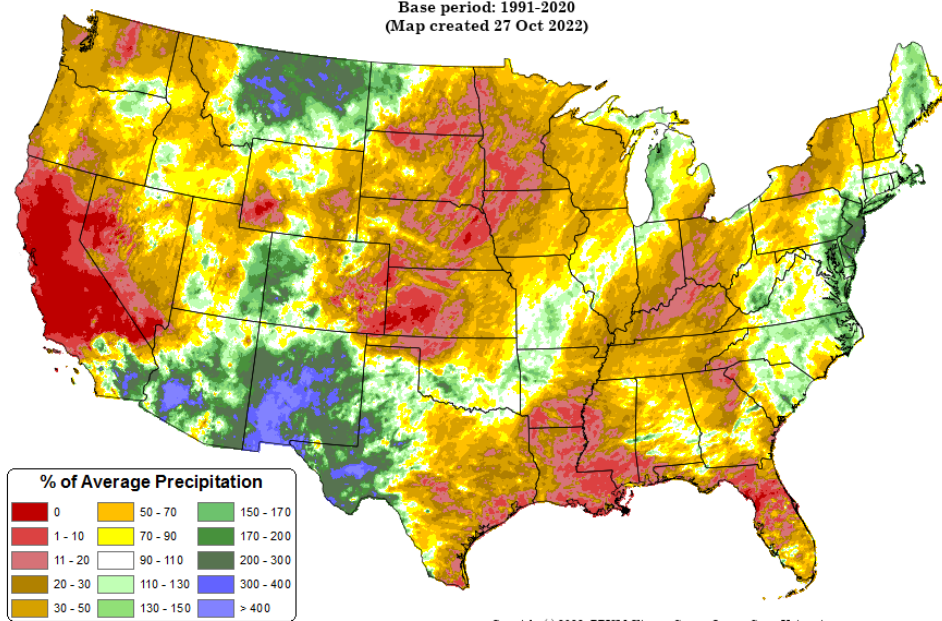 Base period: 1991-2020
(Map created 27 Oct 2022)
% of Average Precipitation
0
1 - 10
11 - 20
20 - 30
30 - 50
50 - 70
70 - 90
90 - 110
110 - 130
130 - 150
150 - 170
170 - 200
200 - 300
300 - 400
> 400